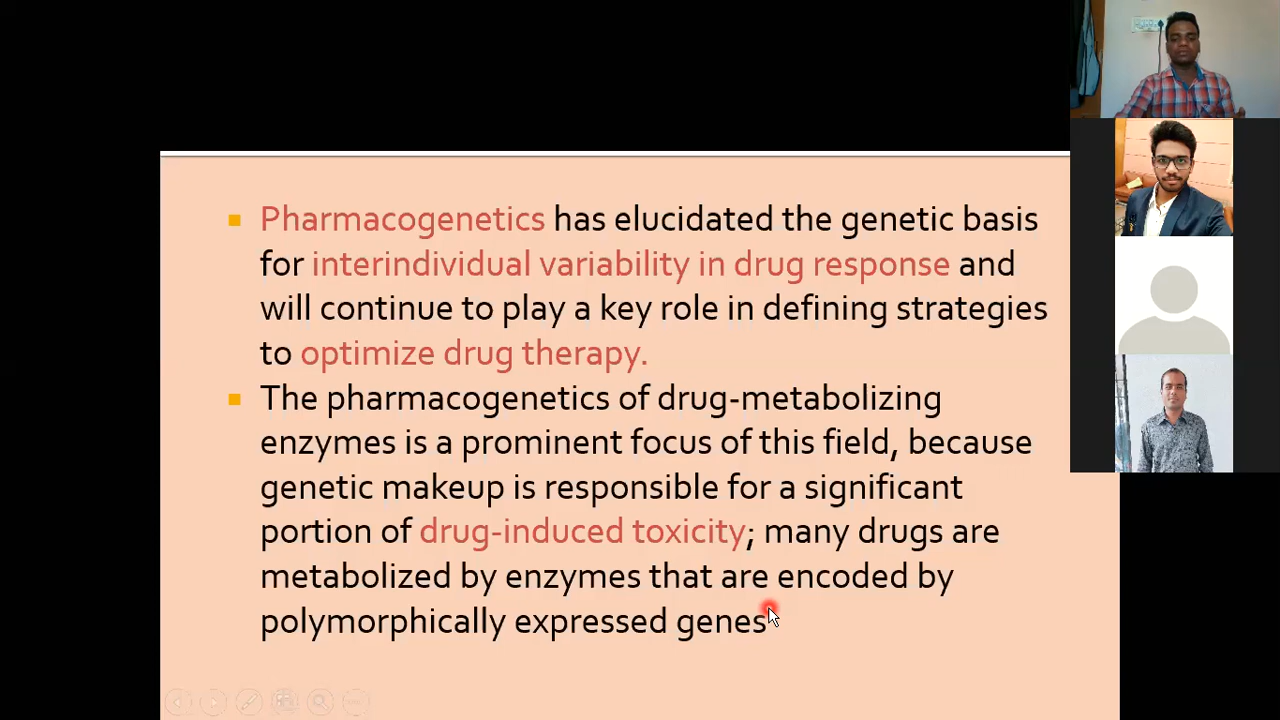 Pharmacogenetics has elucidated the genetic basis
for interindividual variability in drug response and
will continue to play a key role in defining strategies
to optimize drug therapy.
The pharmacogenetics of drug-metabolizing
enzymes is a prominent focus of this field, because
genetic makeup is responsible for a significant
portion of drug-induced toxicity; many drugs are
metabolized by enzymes that are encoded by
polymorphically expressed genes